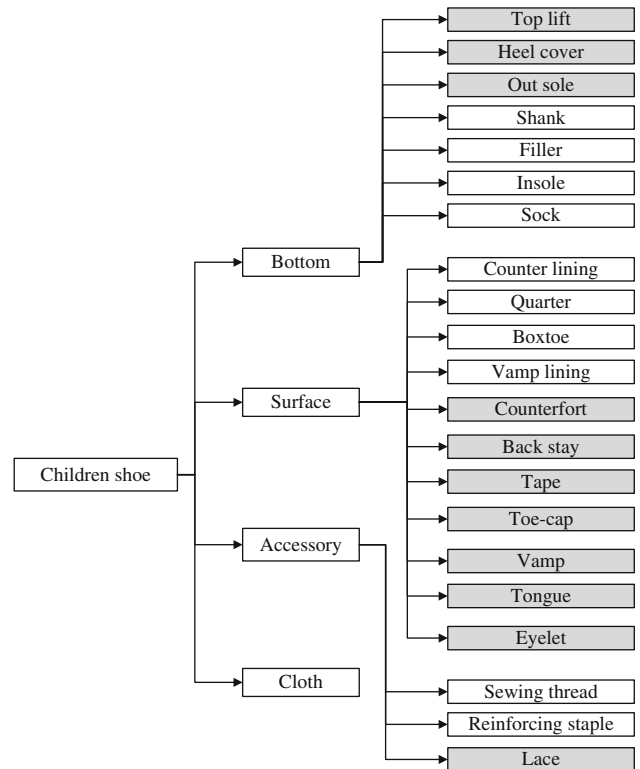 Top lift
Heel cover
Out sole
Shank
Filler
Insole
Sock
Bottom
Counter lining
Quarter
Boxtoe
Vamp lining
Surface
Counterfort
Back stay
Children shoe
Tape
Toe-cap
Accessory
Vamp
Tongue
Eyelet
Cloth
Sewing thread
Reinforcing staple
Lace